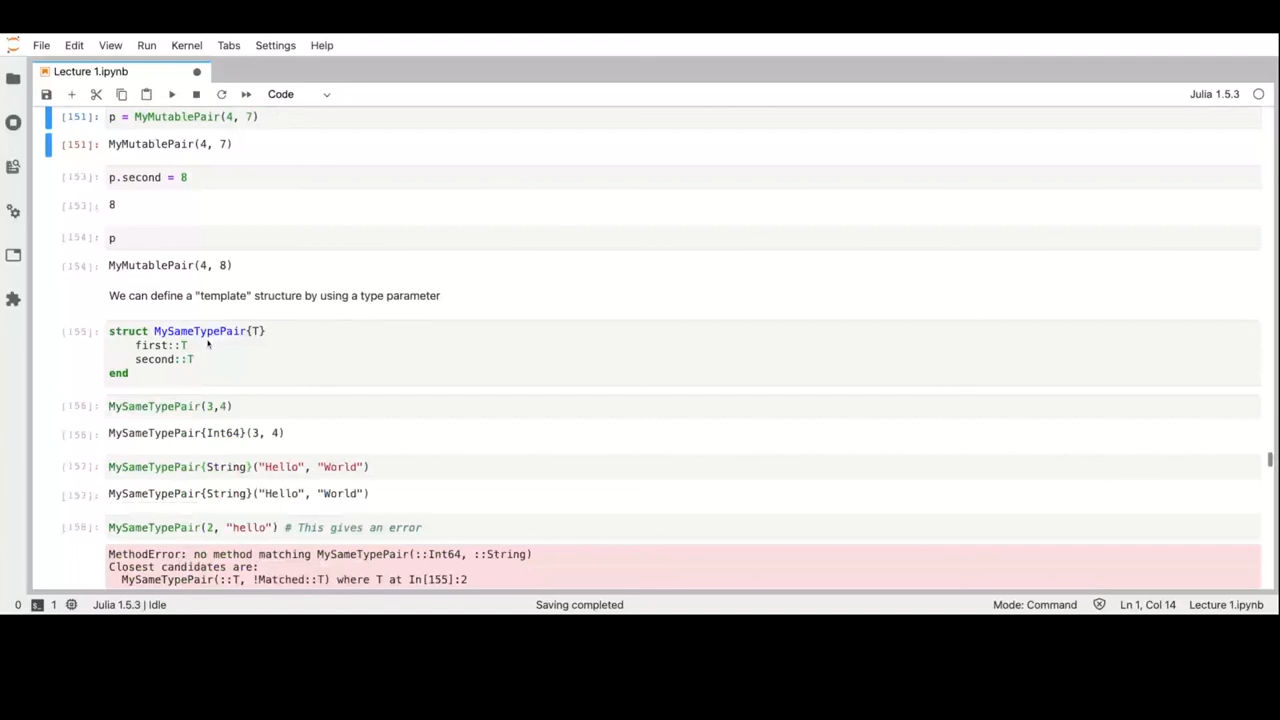 File Edit View Run Kernel Tabs Settings Help
Lecture 1.ipynb
Code
Julia 1.5.3
[151]: p = MyMutablePair(4, 7)
[151]: MyMutablePair(4, 7)
[153]: p.second = 8
[153]: 8
[154]: p
[154]: MyMutablePair(4, 8)
We can define a "template" structure by using a type parameter
[155]: struct MySameTypePair{T}
first::T
second::T
end
[156]: MySameTypePair(3,4)
[156]: MySameTypePair{Int64}(3, 4)
[157]: MySameTypePair{String}("Hello", "World")
[157]: MySameTypePair{String}("Hello", "World")
[158]: MySameTypePair(2, "hello") # This gives an error
MethodError: no method matching MySameTypePair(::Int64, ::String)
Closest candidates are:
MySameTypePair(::T, !Matched::T) where T at In[155]:2
0 $_ 1 Julia 1.5.3 | Idle Saving completed Mode: Command Ln 1, Col 14 Lecture 1.ipynb